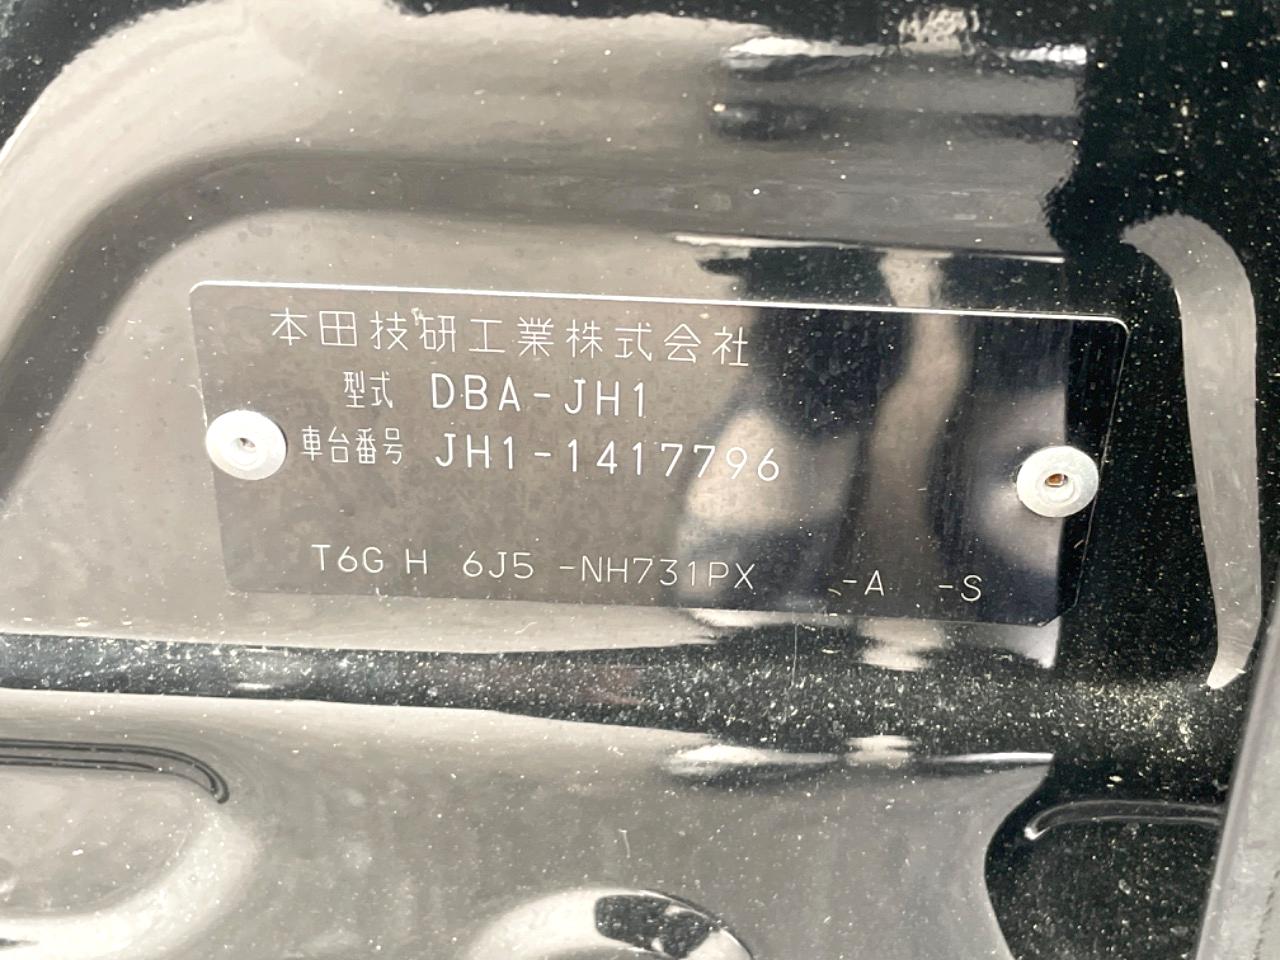 本田技研工業株式会社
型式 DBA-JH1
車台番号 JH1-1417796
T6G H 6J5 -NH731PX -A -S